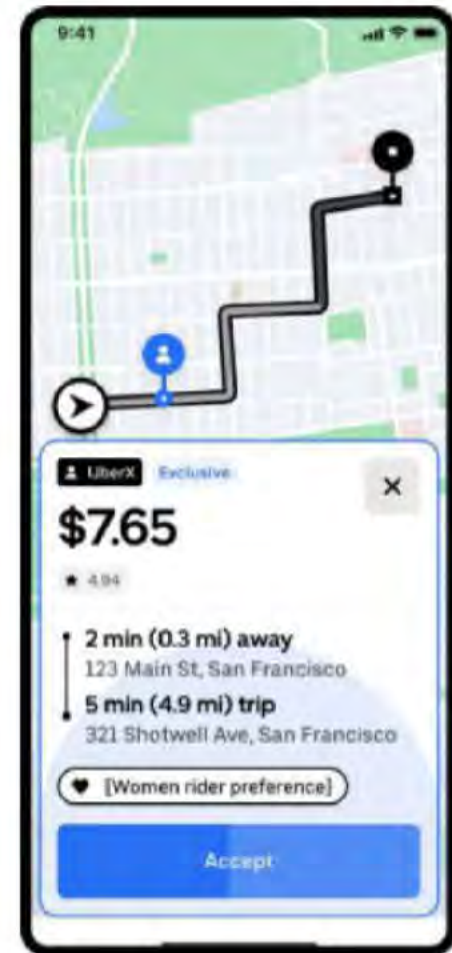 9:41
UberX Exclusive
$7.65
★ 4.94
2 min (0.3 mi) away
123 Main St, San Francisco
5 min (4.9 mi) trip
321 Shotwell Ave, San Francisco
[Women rider preference]
Accept